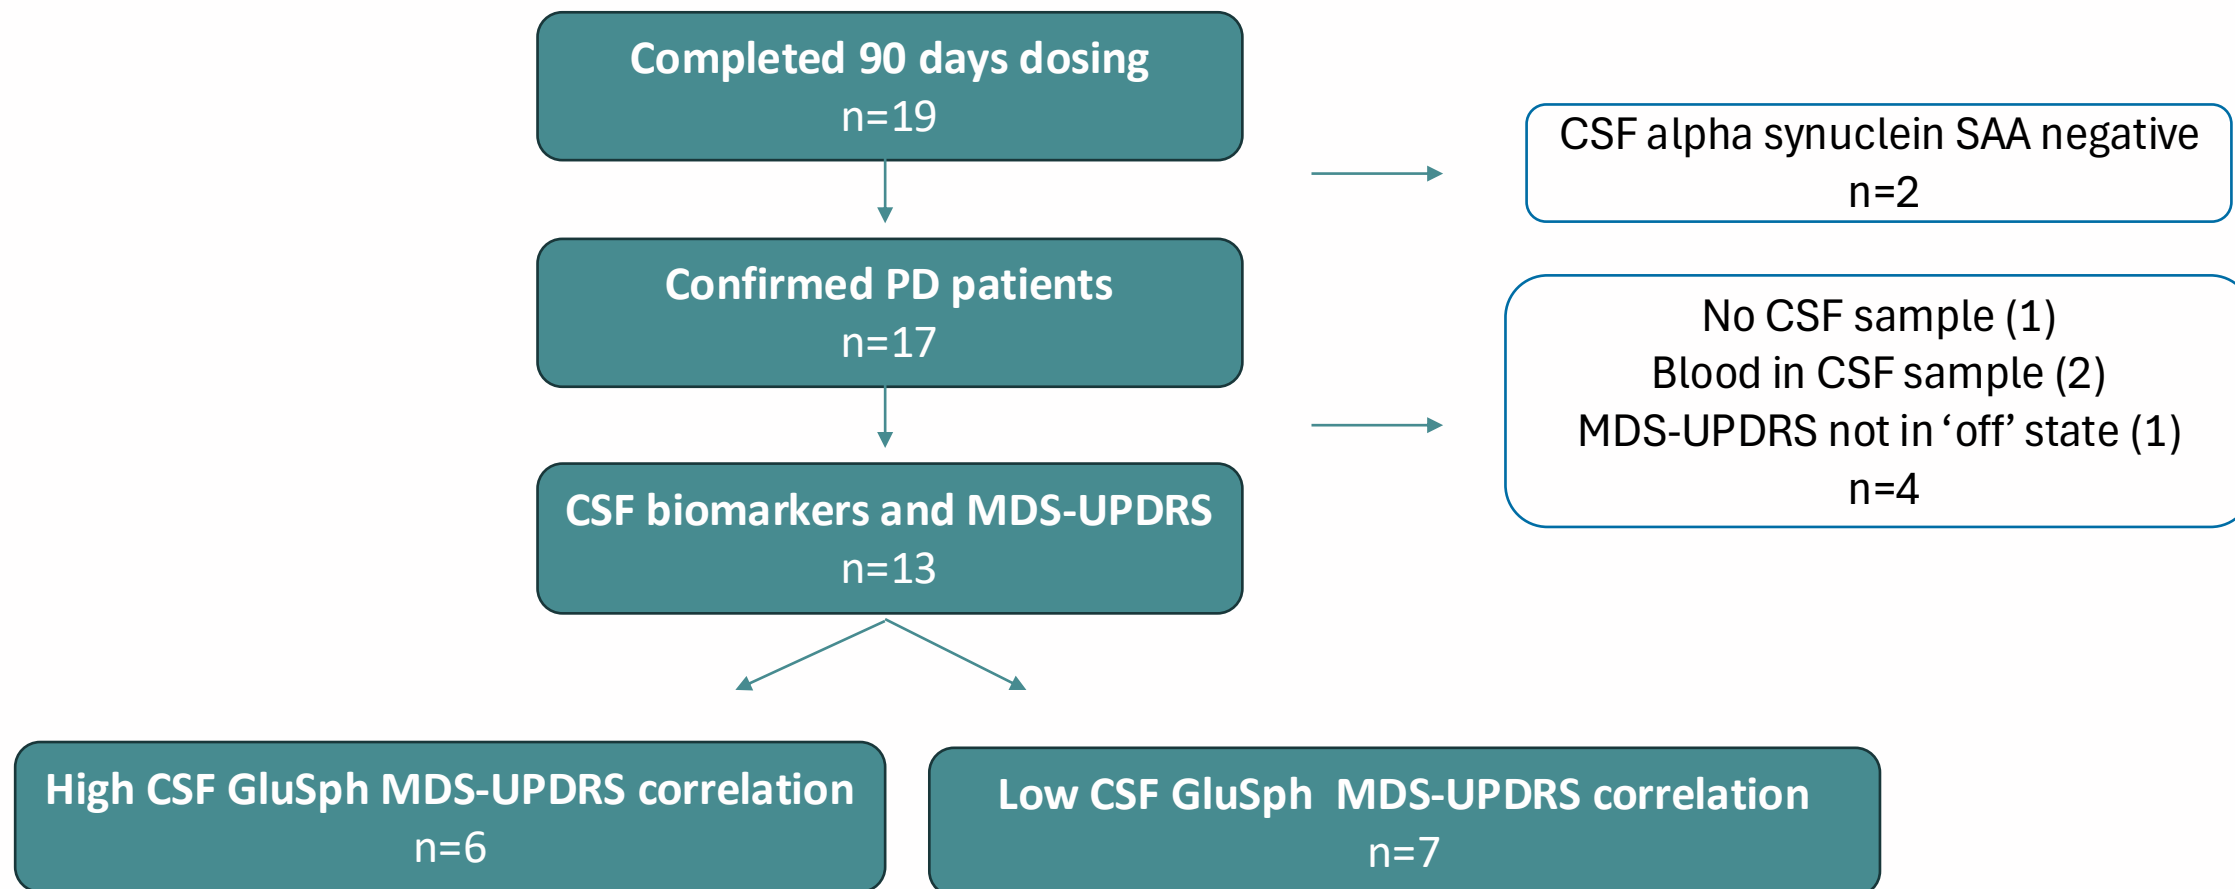 Completed 90 days dosing
n=19
CSF alpha synuclein SAA negative
n=2
Confirmed PD patients
n=17
No CSF sample (1)
Blood in CSF sample (2)
MDS-UPDRS not in ‘off’ state (1)
n=4
CSF biomarkers and MDS-UPDRS
n=13
High CSF GluSph MDS-UPDRS correlation
n=6
Low CSF GluSph  MDS-UPDRS correlation
n=7